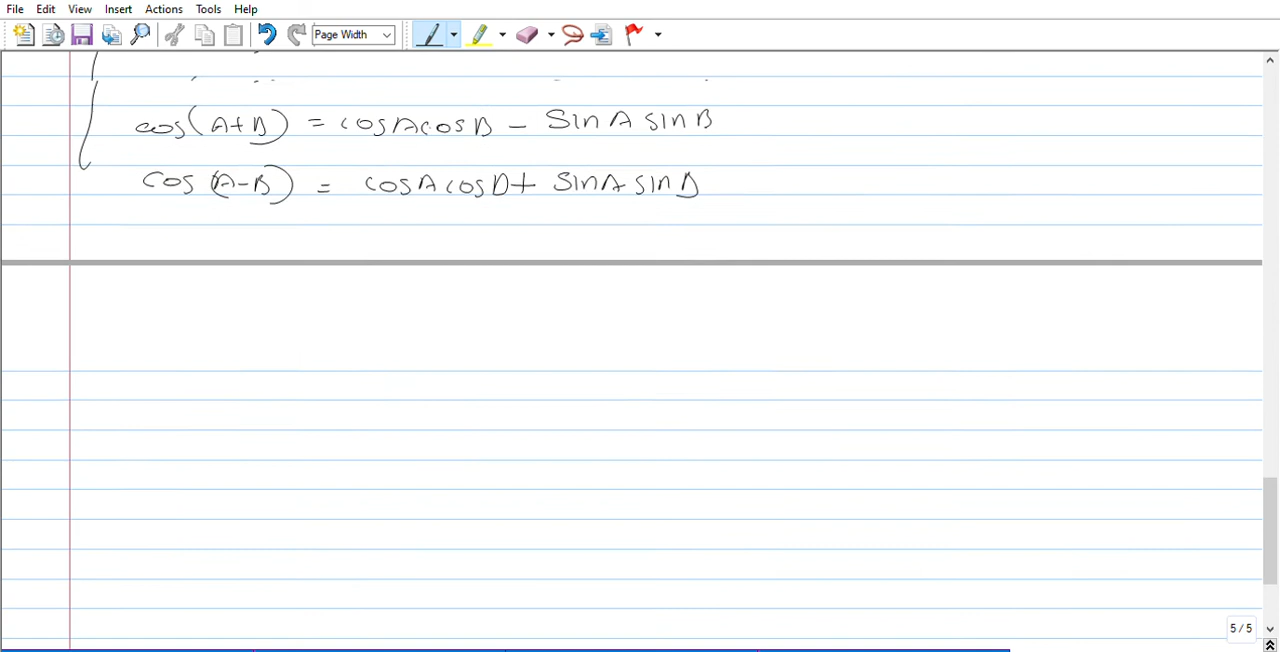 File Edit View Insert Actions Tools Help
Page Width
cos(A+B) = cosAcosB - SinA sinB
cos(A-B) = cosAcosB+ SinA sinB
5/5